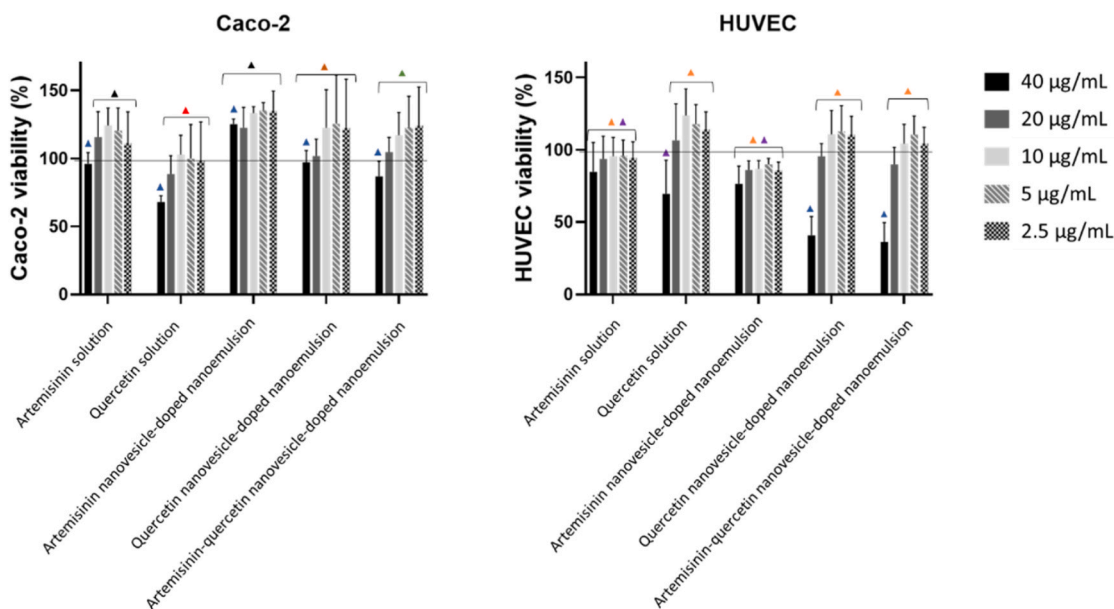 Caco-2
Caco-2 viability (%)
150
100
50
0
Artemisinin solution
Quercetin solution
Artemisinin nanovesicle-doped nanoemulsion
Quercetin nanovesicle-doped nanoemulsion
Artemisinin-quercetin nanovesicle-doped nanoemulsion
HUVEC
HUVEC viability (%)
150
100
50
0
Artemisinin solution
Quercetin solution
Artemisinin nanovesicle-doped nanoemulsion
Quercetin nanovesicle-doped nanoemulsion
Artemisinin-quercetin nanovesicle-doped nanoemulsion
40 μg/mL
20 μg/mL
10 μg/mL
5 μg/mL
2.5 μg/mL